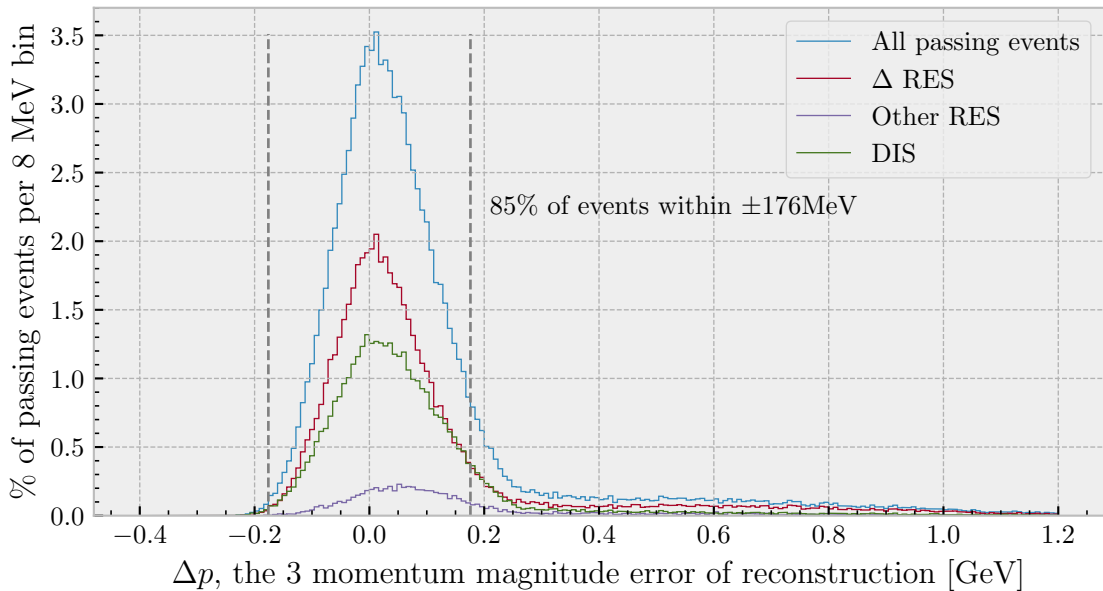 % of passing events per 8 MeV bin
3.5
3.0
2.5
2.0
1.5
1.0
0.5
0.0
All passing events
Δ RES
Other RES
DIS
85% of events within ±176MeV
−0.4 −0.2 0.0 0.2 0.4 0.6 0.8 1.0 1.2
Δp, the 3 momentum magnitude error of reconstruction [GeV]